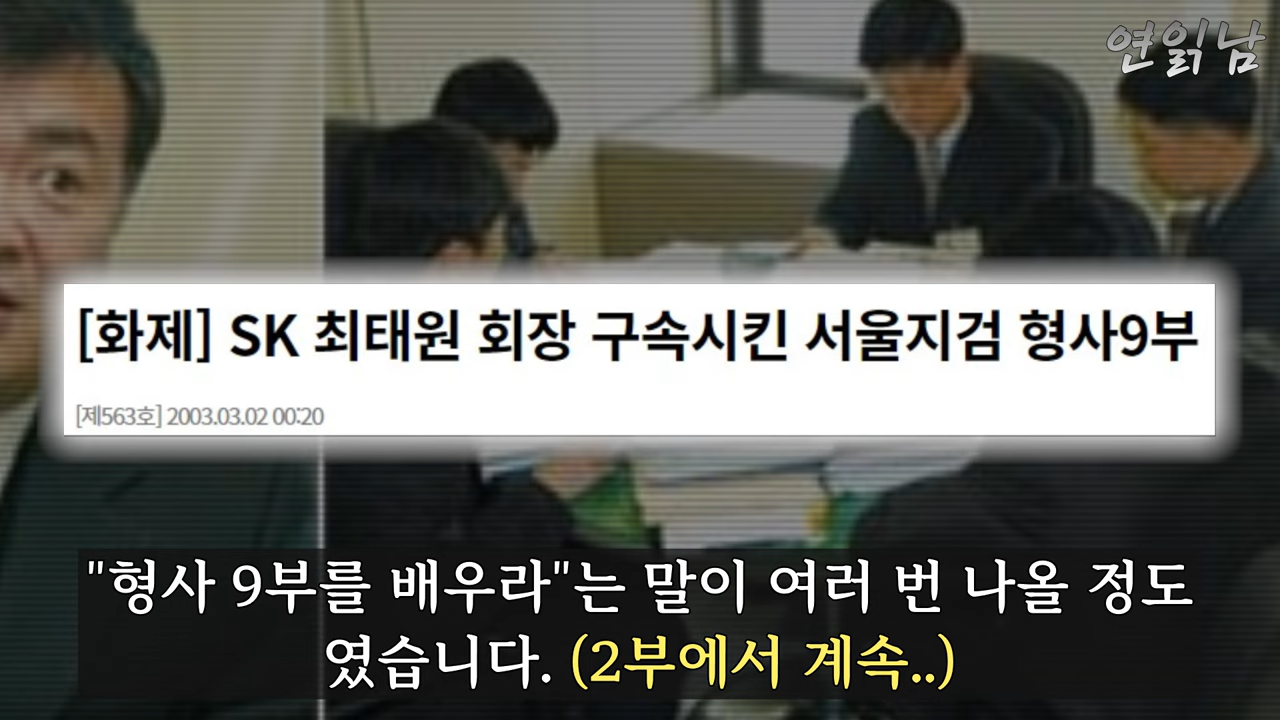 연읽남
[화제] SK 최태원 회장 구속시킨 서울지검 형사9부
[제563호] 2003.03.02 00:20
"형사 9부를 배우라"는 말이 여러 번 나올 정도
였습니다. (2부에서 계속..)